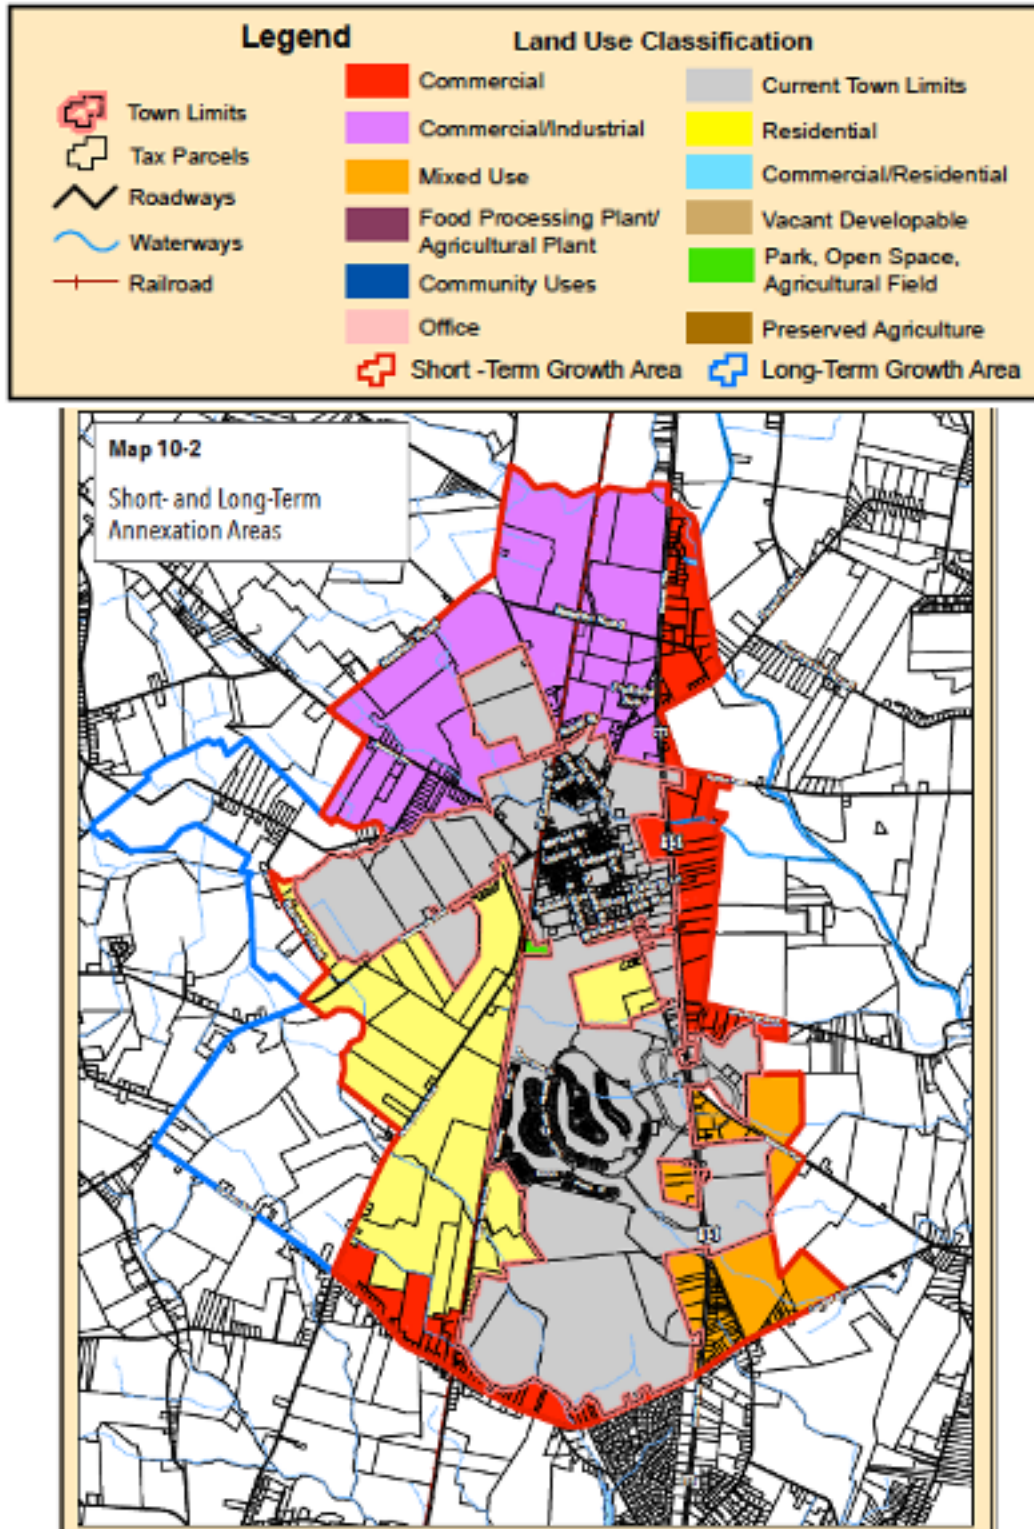 Legend
Town Limits
Tax Parcels
Roadways
Waterways
Railroad
Land Use Classification
Commercial
Commercial/Industrial
Mixed Use
Food Processing Plant/
Agricultural Plant
Community Uses
Office
Current Town Limits
Residential
Commercial/Residential
Vacant Developable
Park, Open Space,
Agricultural Field
Preserved Agriculture
Short -Term Growth Area
Long-Term Growth Area
Map 10-2
Short- and Long-Term
Annexation Areas